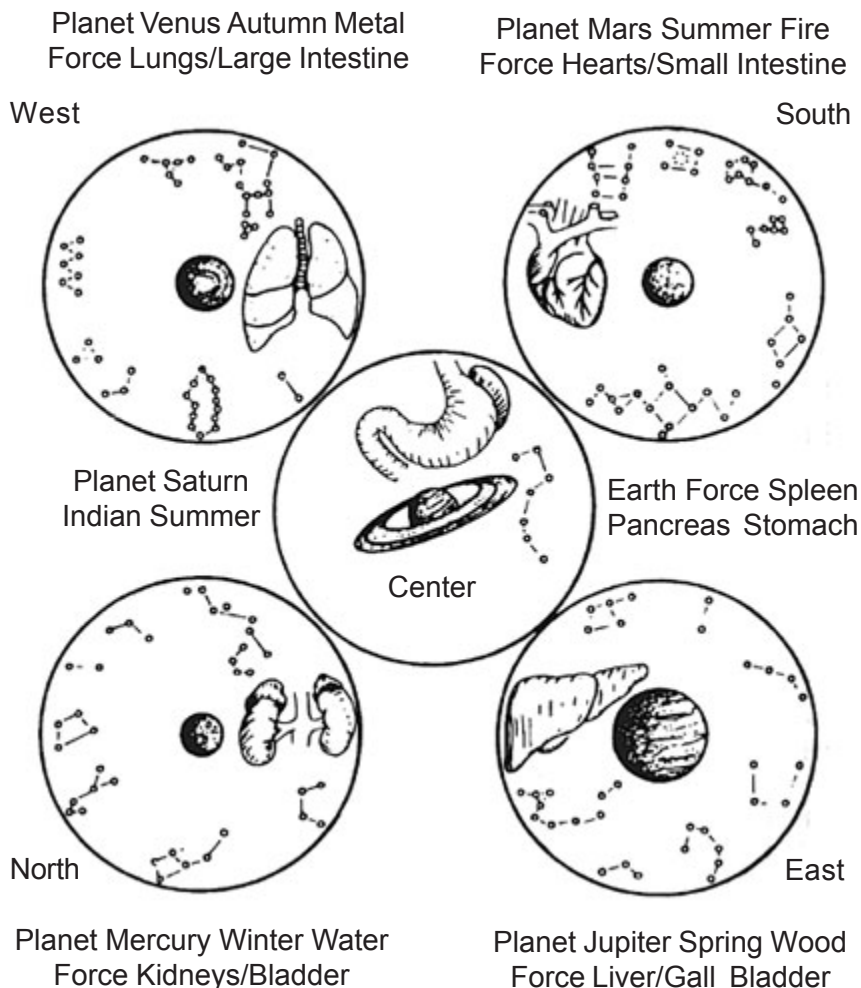 Planet Venus Autumn Metal
Force Lungs/Large Intestine
West
Planet Mars Summer Fire
Force Hearts/Small Intestine
South
Planet Saturn
Indian Summer
Center
Earth Force Spleen
Pancreas Stomach
North
Planet Mercury Winter Water
Force Kidneys/Bladder
East
Planet Jupiter Spring Wood
Force Liver/Gall Bladder